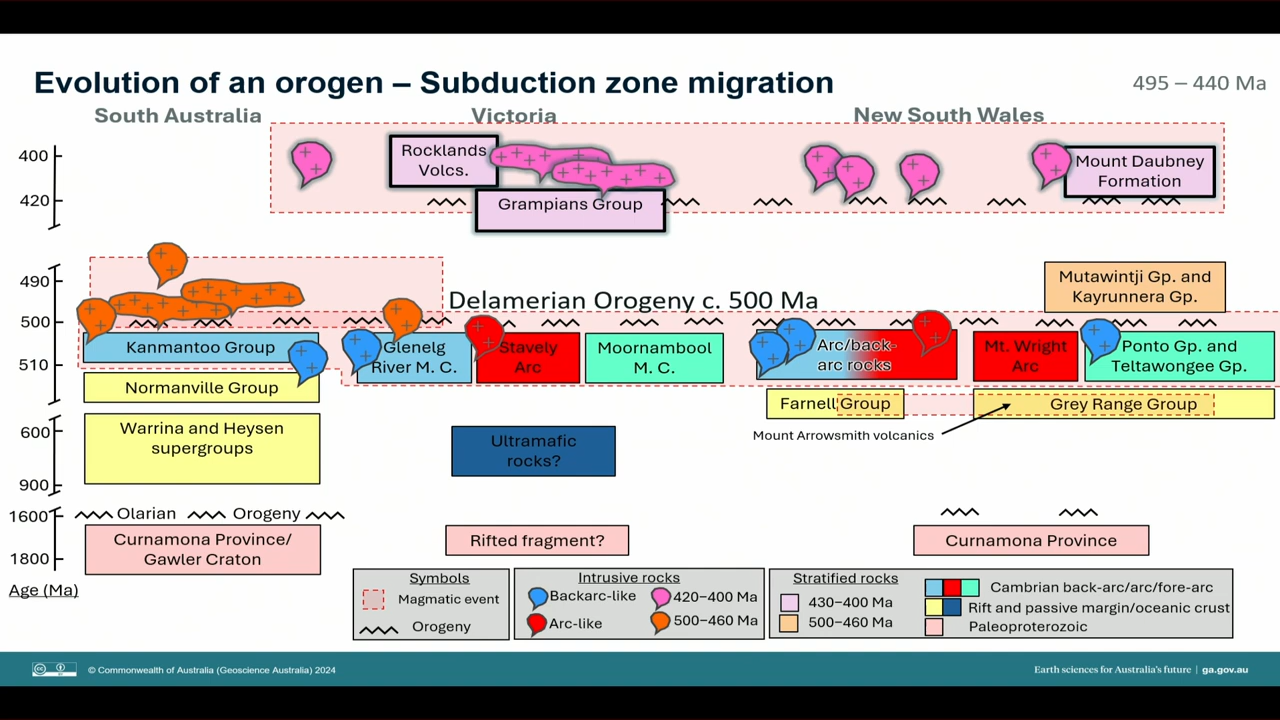 Evolution of an orogen – Subduction zone migration
495 – 440 Ma
South Australia
Victoria
New South Wales
400
420
490
500
510
600
900
1600
1800
Age (Ma)
Rocklands
Volcs.
Grampians Group
Mount Daubney
Formation
Mutawintji Gp. and
Kayrunnera Gp.
Delamerian Orogeny c. 500 Ma
Kanmantoo Group
Glenelg
River M. C.
Stavely
Arc
Moornambool
M. C.
Arc/back-
arc rocks
Mt. Wright
Arc
Ponto Gp. and
Teltawongee Gp.
Normanville Group
Farnell Group
Grey Range Group
Mount Arrowsmith volcanics
Warrina and Heysen
supergroups
Ultramafic
rocks?
Olarian Orogeny
Curnamona Province/
Gawler Craton
Rifted fragment?
Curnamona Province
Symbols
Magmatic event
Orogeny
Intrusive rocks
Backarc-like
420–400 Ma
Arc-like
500–460 Ma
Stratified rocks
430–400 Ma
500–460 Ma
Cambrian back-arc/arc/fore-arc
Rift and passive margin/oceanic crust
Paleoproterozoic
© Commonwealth of Australia (Geoscience Australia) 2024
Earth sciences for Australia's future | ga.gov.au